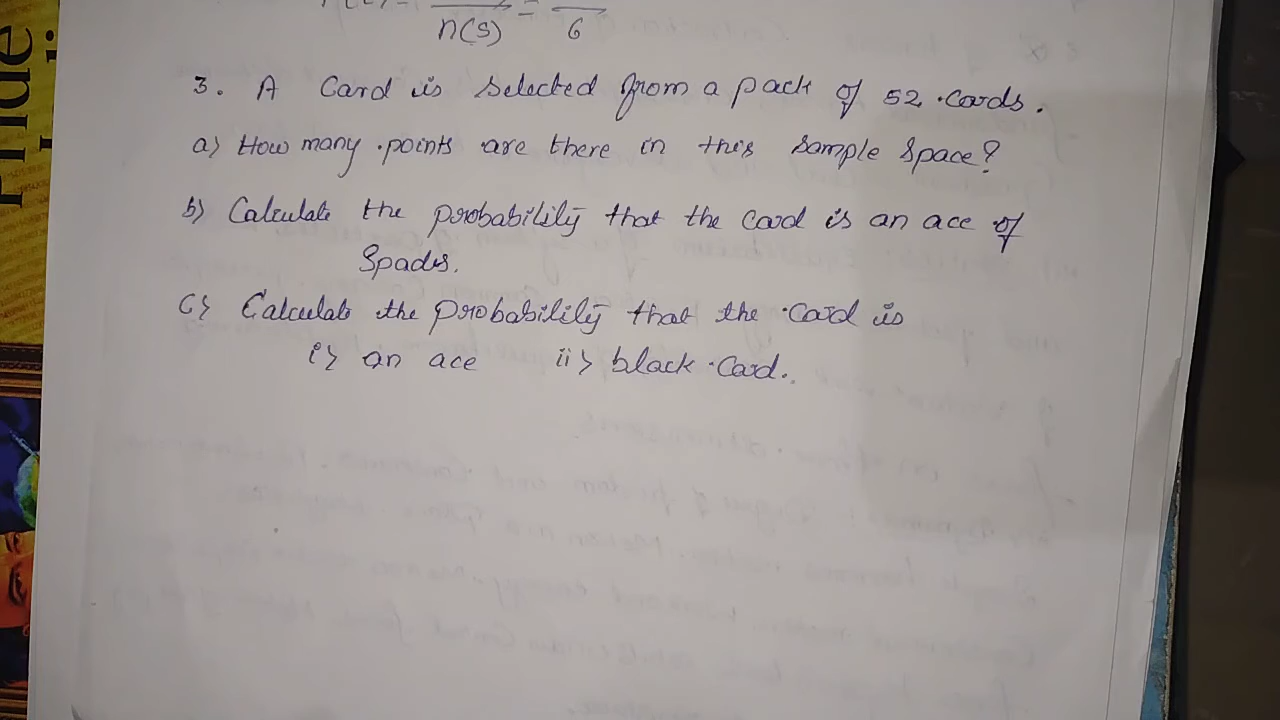 n(s) = 6
3. A Card is selected from a pack of 52 cards.
a) How many points are there in this sample space?
b) Calculate the probability that the card is an ace of
spades.
c) Calculate the probability that the card is
i) an ace ii) black card.